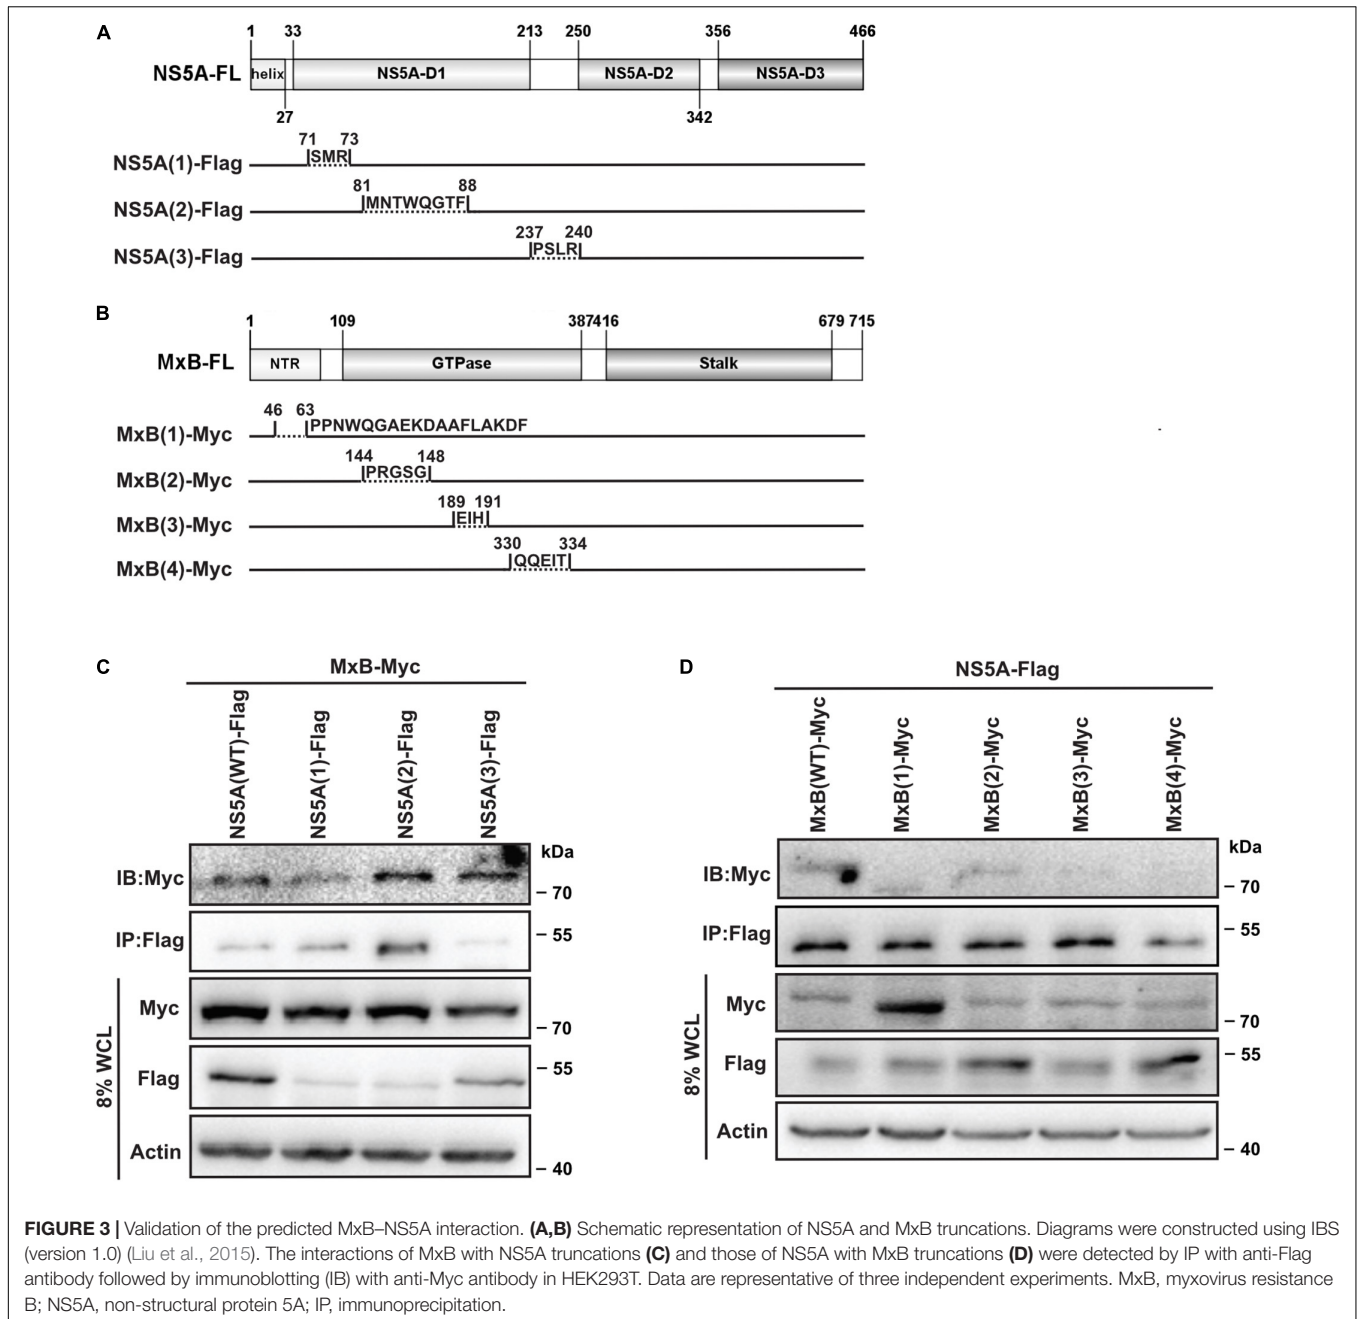 A
1 33 213 250 356 466
NS5A-FL helix NS5A-D1 NS5A-D2 NS5A-D3
27 342
71 73
NS5A(1)-Flag SMR
81 88
NS5A(2)-Flag MNTWQGTF
237 240
NS5A(3)-Flag PSLR
B
1 109 387 416 679 715
MxB-FL NTR GTPase Stalk
46 63
MxB(1)-Myc PPNWQGAEKDAAFLAKDF
144 148
MxB(2)-Myc PRGSG
189 191
MxB(3)-Myc EIH
330 334
MxB(4)-Myc QQEIT
C
MxB-Myc
NS5A(WT)-Flag
NS5A(1)-Flag
NS5A(2)-Flag
NS5A(3)-Flag
kDa
IB:Myc – 70
IP:Flag – 55
8% WCL
Myc – 70
Flag – 55
Actin – 40
D
NS5A-Flag
MxB(WT)-Myc
MxB(1)-Myc
MxB(2)-Myc
MxB(3)-Myc
MxB(4)-Myc
kDa
IB:Myc – 70
IP:Flag – 55
8% WCL
Myc – 70
Flag – 55
Actin – 40
FIGURE 3 | Validation of the predicted MxB–NS5A interaction. (A,B) Schematic representation of NS5A and MxB truncations. Diagrams were constructed using IBS
(version 1.0) (Liu et al., 2015). The interactions of MxB with NS5A truncations (C) and those of NS5A with MxB truncations (D) were detected by IP with anti-Flag
antibody followed by immunoblotting (IB) with anti-Myc antibody in HEK293T. Data are representative of three independent experiments. MxB, myxovirus resistance
B; NS5A, non-structural protein 5A; IP, immunoprecipitation.